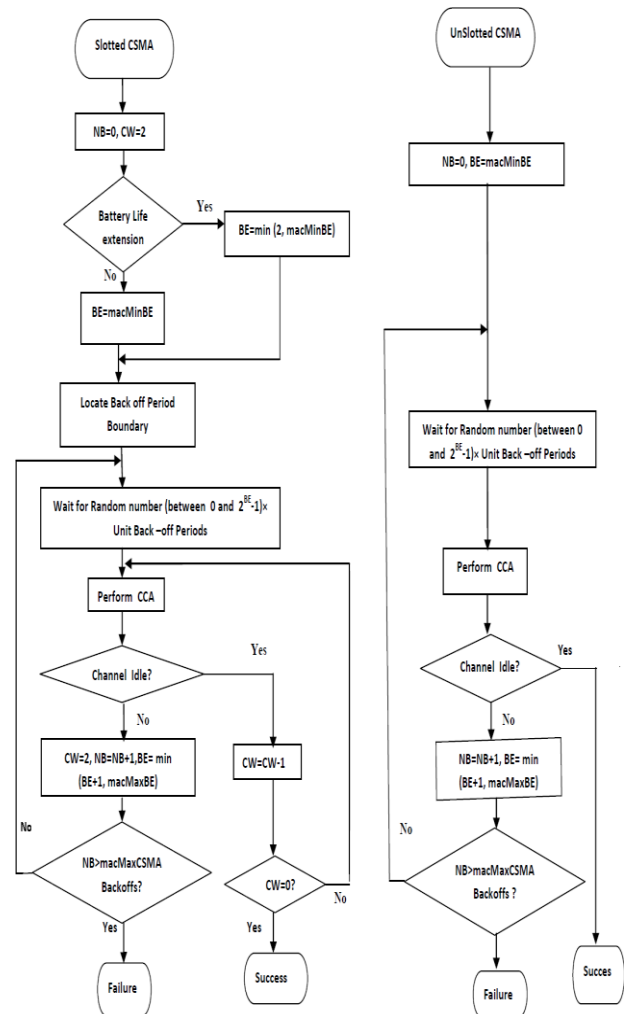 Slotted CSMA
NB=0, CW=2
Battery Life
extension
Yes
BE=min (2, macMinBE)
No
BE=macMinBE
Locate Back off Period
Boundary
Wait for Random number (between 0 and 2^BE-1)×
Unit Back –off Periods
Perform CCA
Channel Idle?
Yes
No
CW=2, NB=NB+1,BE= min
(BE+1, macMaxBE)
CW=CW-1
No
NB>macMaxCSMA
Backoffs?
CW=0?
No
Yes
Yes
Failure
Success
UnSlotted CSMA
NB=0, BE=macMinBE
Wait for Random number (between 0
and 2^BE-1)× Unit Back –off Periods
Perform CCA
Channel Idle?
Yes
No
NB=NB+1, BE= min
(BE+1, macMaxBE)
No
NB>macMaxCSMA
Backoffs ?
Yes
Failure
Succes